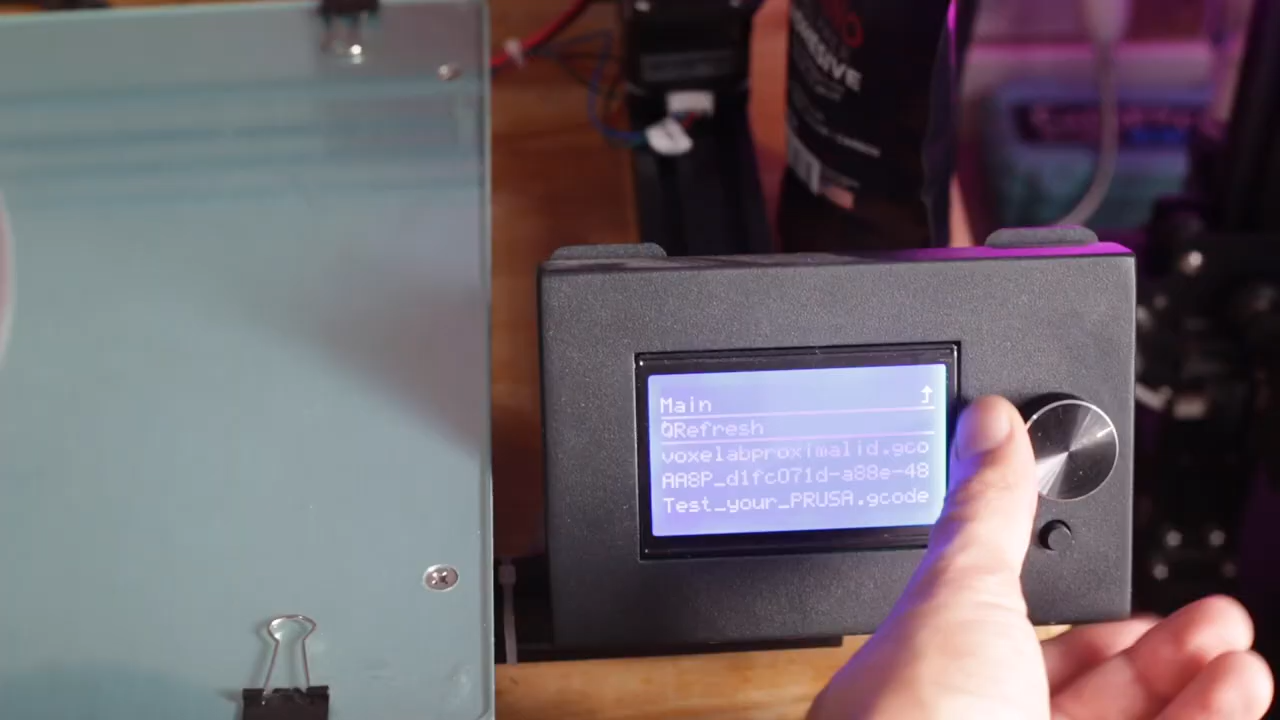 Main
Refresh
voxelabproximalid.gco
AA8P_d1fc071d-a88e-48
Test_your_PRUSA.gcode